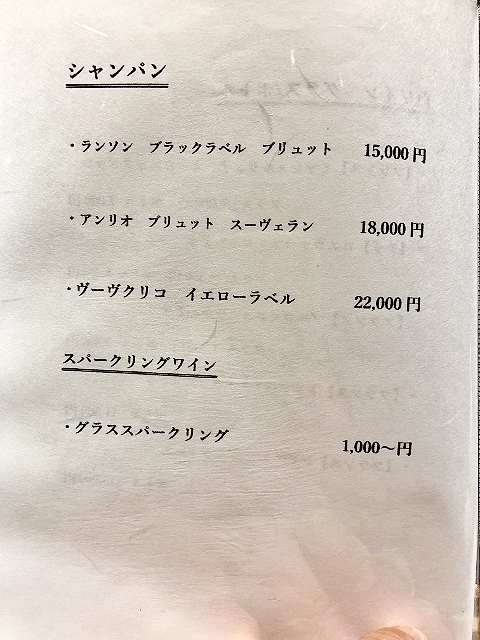 シャンパン
・ランソン　ブラックラベル　ブリュット　15,000円
・アンリオ　ブリュット　スーヴェラン　18,000円
・ヴーヴクリコ　イエローラベル　22,000円
スパークリングワイン
・グラススパークリング　1,000〜円